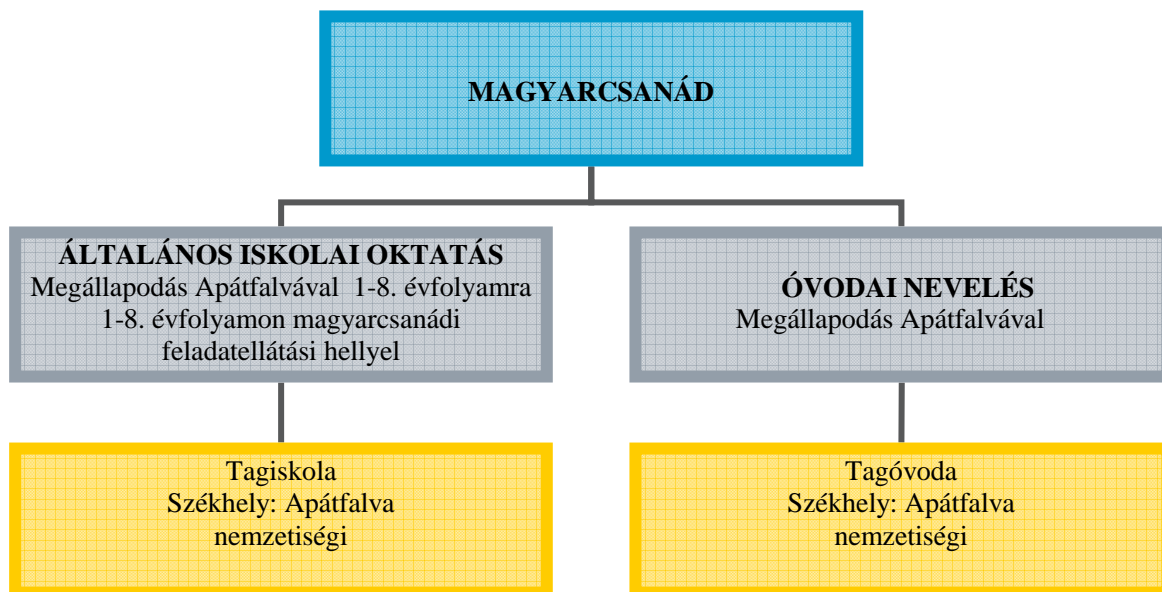 MAGYARCSANÁD
ÁLTALÁNOS ISKOLAI OKTATÁS
Megállapodás Apátfalvával 1-8. évfolyamra
1-8. évfolyamon magyarcsanádi
feladatellátási hellyel
ÓVODAI NEVELÉS
Megállapodás Apátfalvával
Tagiskola
Székhely: Apátfalva
nemzetiségi
Tagóvoda
Székhely: Apátfalva
nemzetiségi